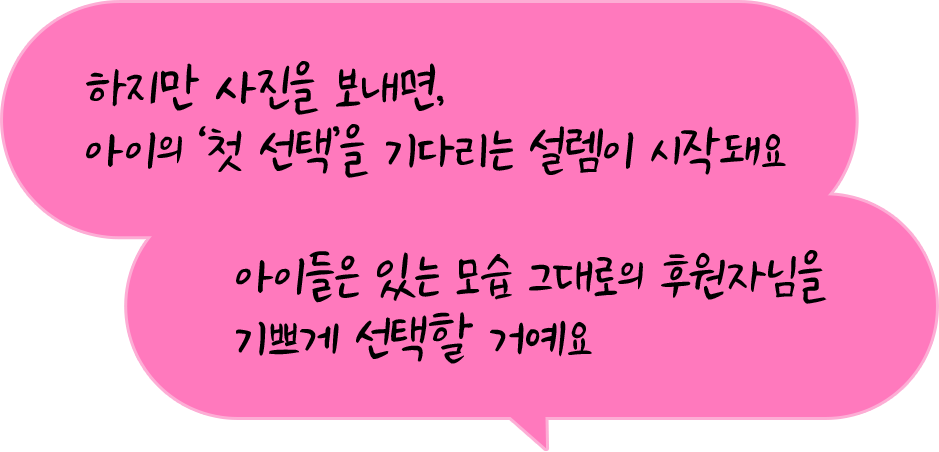 하지만 사진을 보내면,
아이의 ‘첫 선택’을 기다리는 설렘이 시작돼요
아이들은 있는 모습 그대로의 후원자님을
기쁘게 선택할 거예요